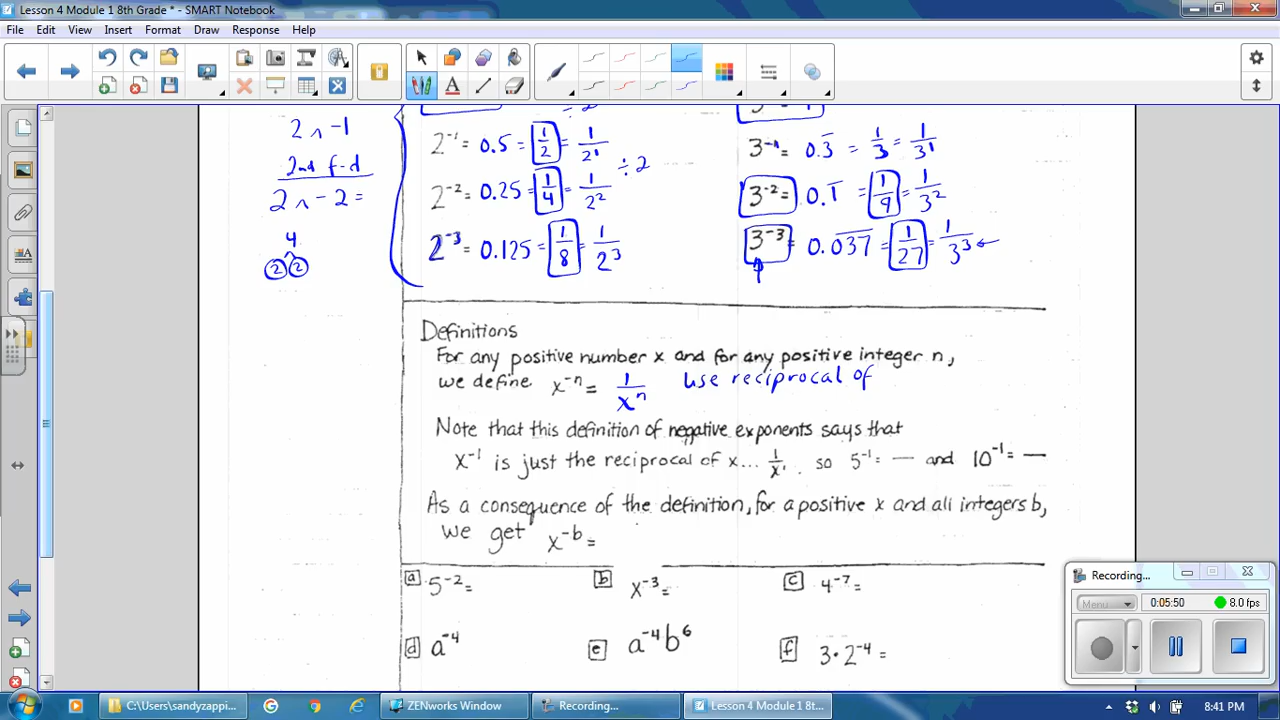 Lesson 4 Module 1 8th Grade * - SMART Notebook
File Edit View Insert Format Draw Response Window Help
2 ^ -1
2nd f-d
2 ^ -2 =
4
2 2
÷ 2
2⁻¹ = 0.5 = 1/2 = 1/2¹
÷ 2
2⁻² = 0.25 = 1/4 = 1/2²
2⁻³ = 0.125 = 1/8 = 1/2³
3⁻¹ = 0.3̅ = 1/3 = 1/3¹
3⁻² = 0.1̅ = 1/9 = 1/3²
3⁻³ = 0.0̅3̅7̅ = 1/27 = 1/3³ ←
Definitions
For any positive number x and for any positive integer n,
we define x⁻ⁿ = 1/xⁿ Use reciprocal of
Note that this definition of negative exponents says that
x⁻¹ is just the reciprocal of x... 1/x¹. so 5⁻¹ = — and 10⁻¹ = —
As a consequence of the definition, for a positive x and all integers b,
we get x⁻ᵇ =
a 5⁻² =
b x⁻³ =
c 4⁻⁷ =
d a⁻⁴
e a⁻⁴b⁶
f 3 · 2⁻⁴ =
Recording...
Menu 0:05:50 8.0 fps
C:\Users\sandyzappi... ZENworks Window Recording... Lesson 4 Module 1 8th... 8:41 PM